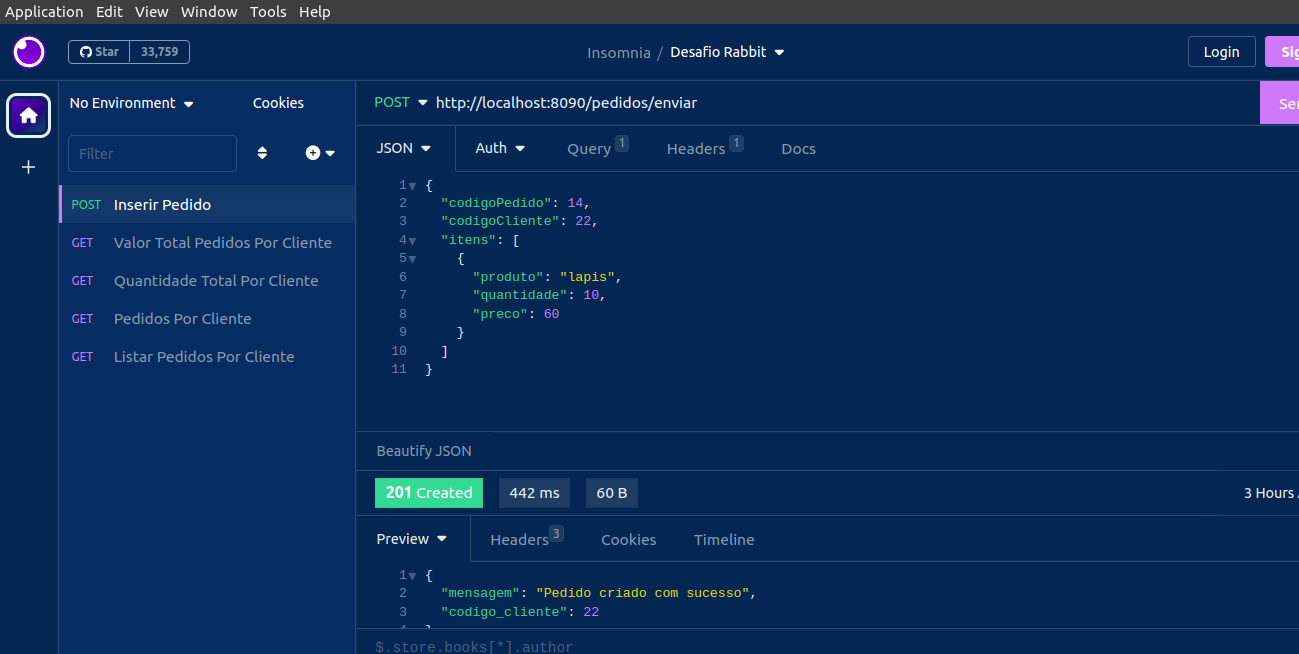 Application Edit View Window Tools Help
Star 33,759
Insomnia / Desafio Rabbit
Login
No Environment Cookies
Filter
POST Inserir Pedido
GET Valor Total Pedidos Por Cliente
GET Quantidade Total Por Cliente
GET Pedidos Por Cliente
GET Listar Pedidos Por Cliente
POST http://localhost:8090/pedidos/enviar
JSON Auth Query 1 Headers 1 Docs
1 {
2 "codigoPedido": 14,
3 "codigoCliente": 22,
4 "itens": [
5 {
6 "produto": "lapis",
7 "quantidade": 10,
8 "preco": 60
9 }
10 ]
11 }
Beautify JSON
201 Created 442 ms 60 B 3 Hours
Preview Headers 3 Cookies Timeline
1 {
2 "mensagem": "Pedido criado com sucesso",
3 "codigo_cliente": 22
$.store.books[*].author